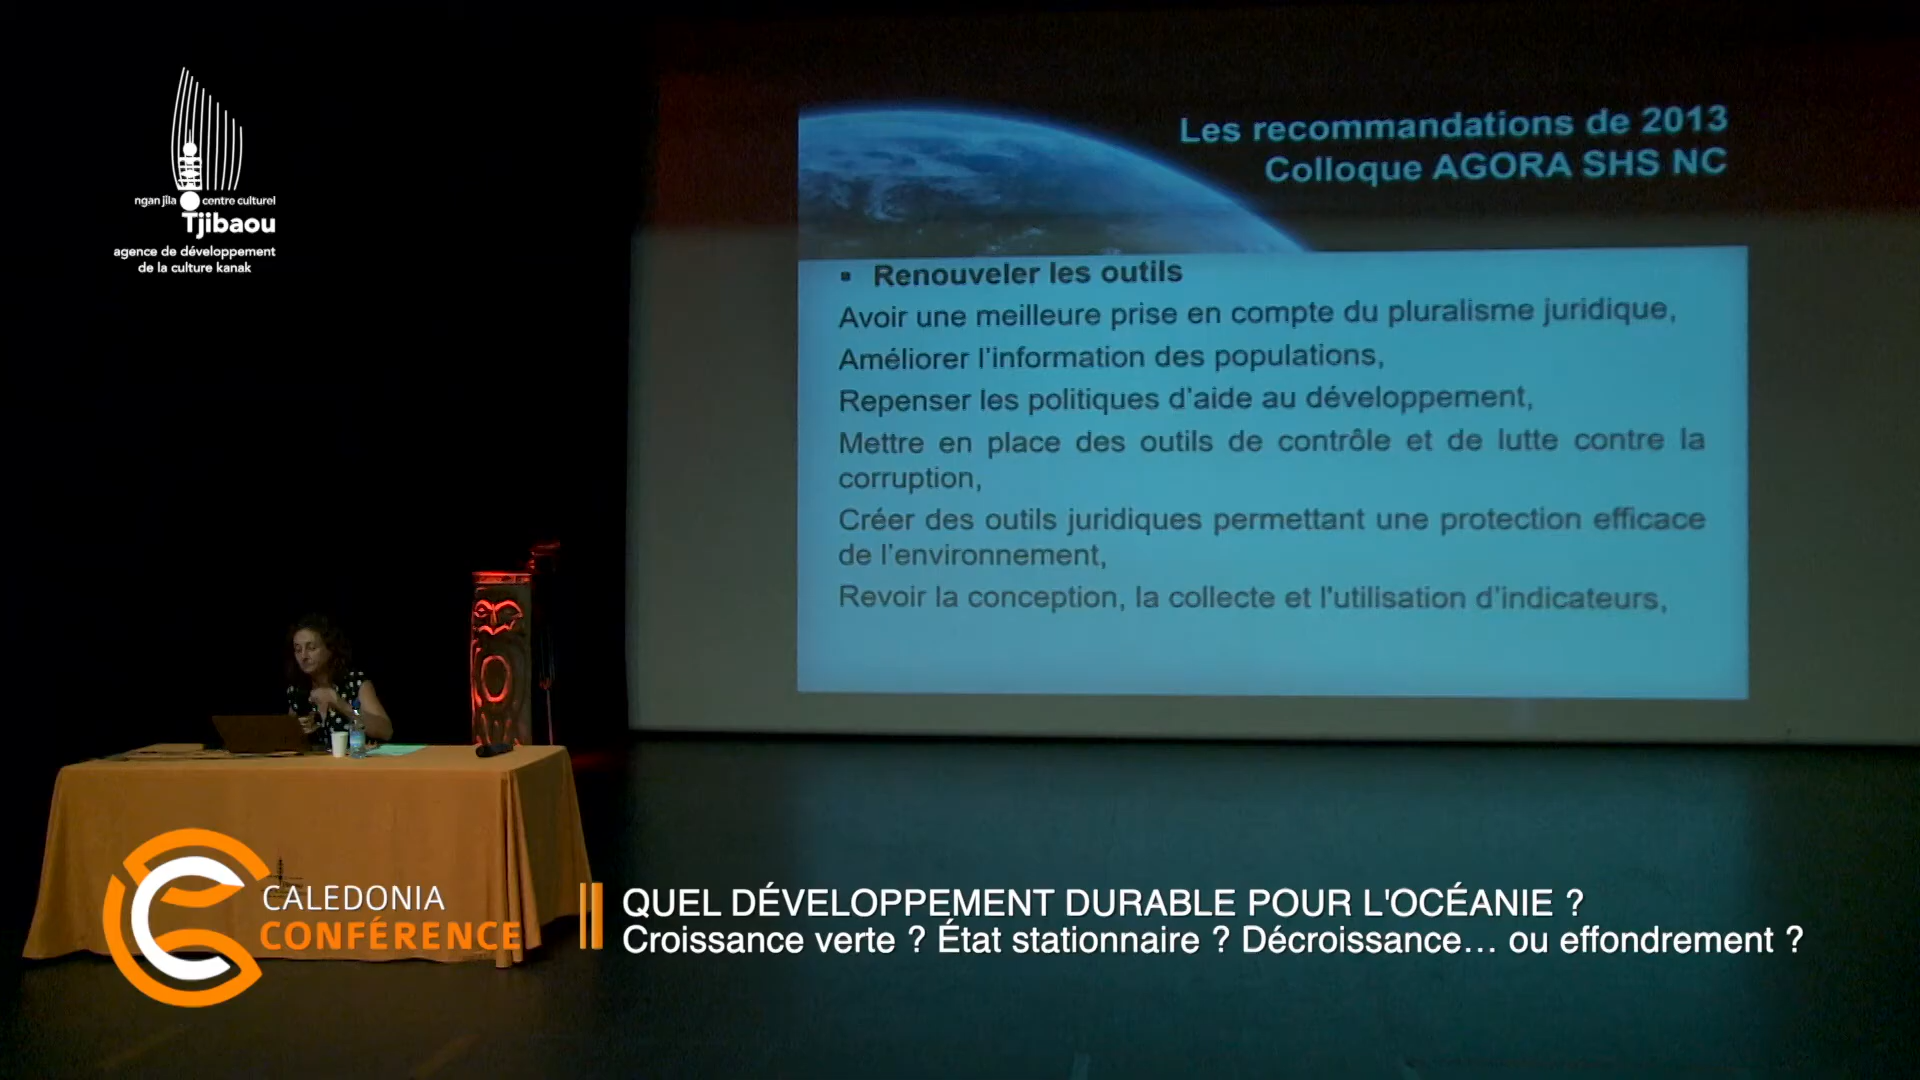 ngan jila centre culturel
Tjibaou
agence de développement
de la culture kanak
Les recommandations de 2013
Colloque AGORA SHS NC
▪ Renouveler les outils
Avoir une meilleure prise en compte du pluralisme juridique,
Améliorer l'information des populations,
Repenser les politiques d'aide au développement,
Mettre en place des outils de contrôle et de lutte contre la
corruption,
Créer des outils juridiques permettant une protection efficace
de l'environnement,
Revoir la conception, la collecte et l'utilisation d'indicateurs,
CALEDONIA
CONFÉRENCE
QUEL DÉVELOPPEMENT DURABLE POUR L'OCÉANIE ?
Croissance verte ? État stationnaire ? Décroissance... ou effondrement ?